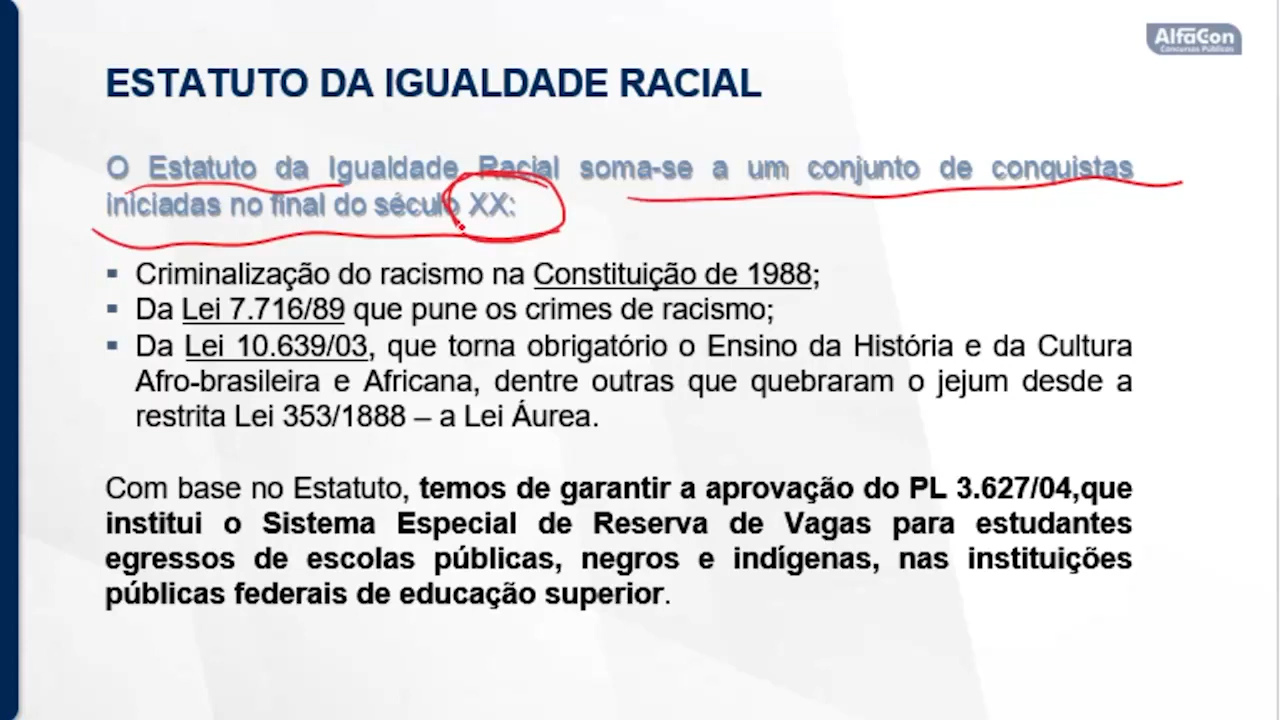 AlfaCon
Concursos Públicos
ESTATUTO DA IGUALDADE RACIAL
O Estatuto da Igualdade Racial soma-se a um conjunto de conquistas
iniciadas no final do século XX:
▪ Criminalização do racismo na Constituição de 1988;
▪ Da Lei 7.716/89 que pune os crimes de racismo;
▪ Da Lei 10.639/03, que torna obrigatório o Ensino da História e da Cultura
Afro-brasileira e Africana, dentre outras que quebraram o jejum desde a
restrita Lei 353/1888 – a Lei Áurea.
Com base no Estatuto, temos de garantir a aprovação do PL 3.627/04,que
institui o Sistema Especial de Reserva de Vagas para estudantes
egressos de escolas públicas, negros e indígenas, nas instituições
públicas federais de educação superior.